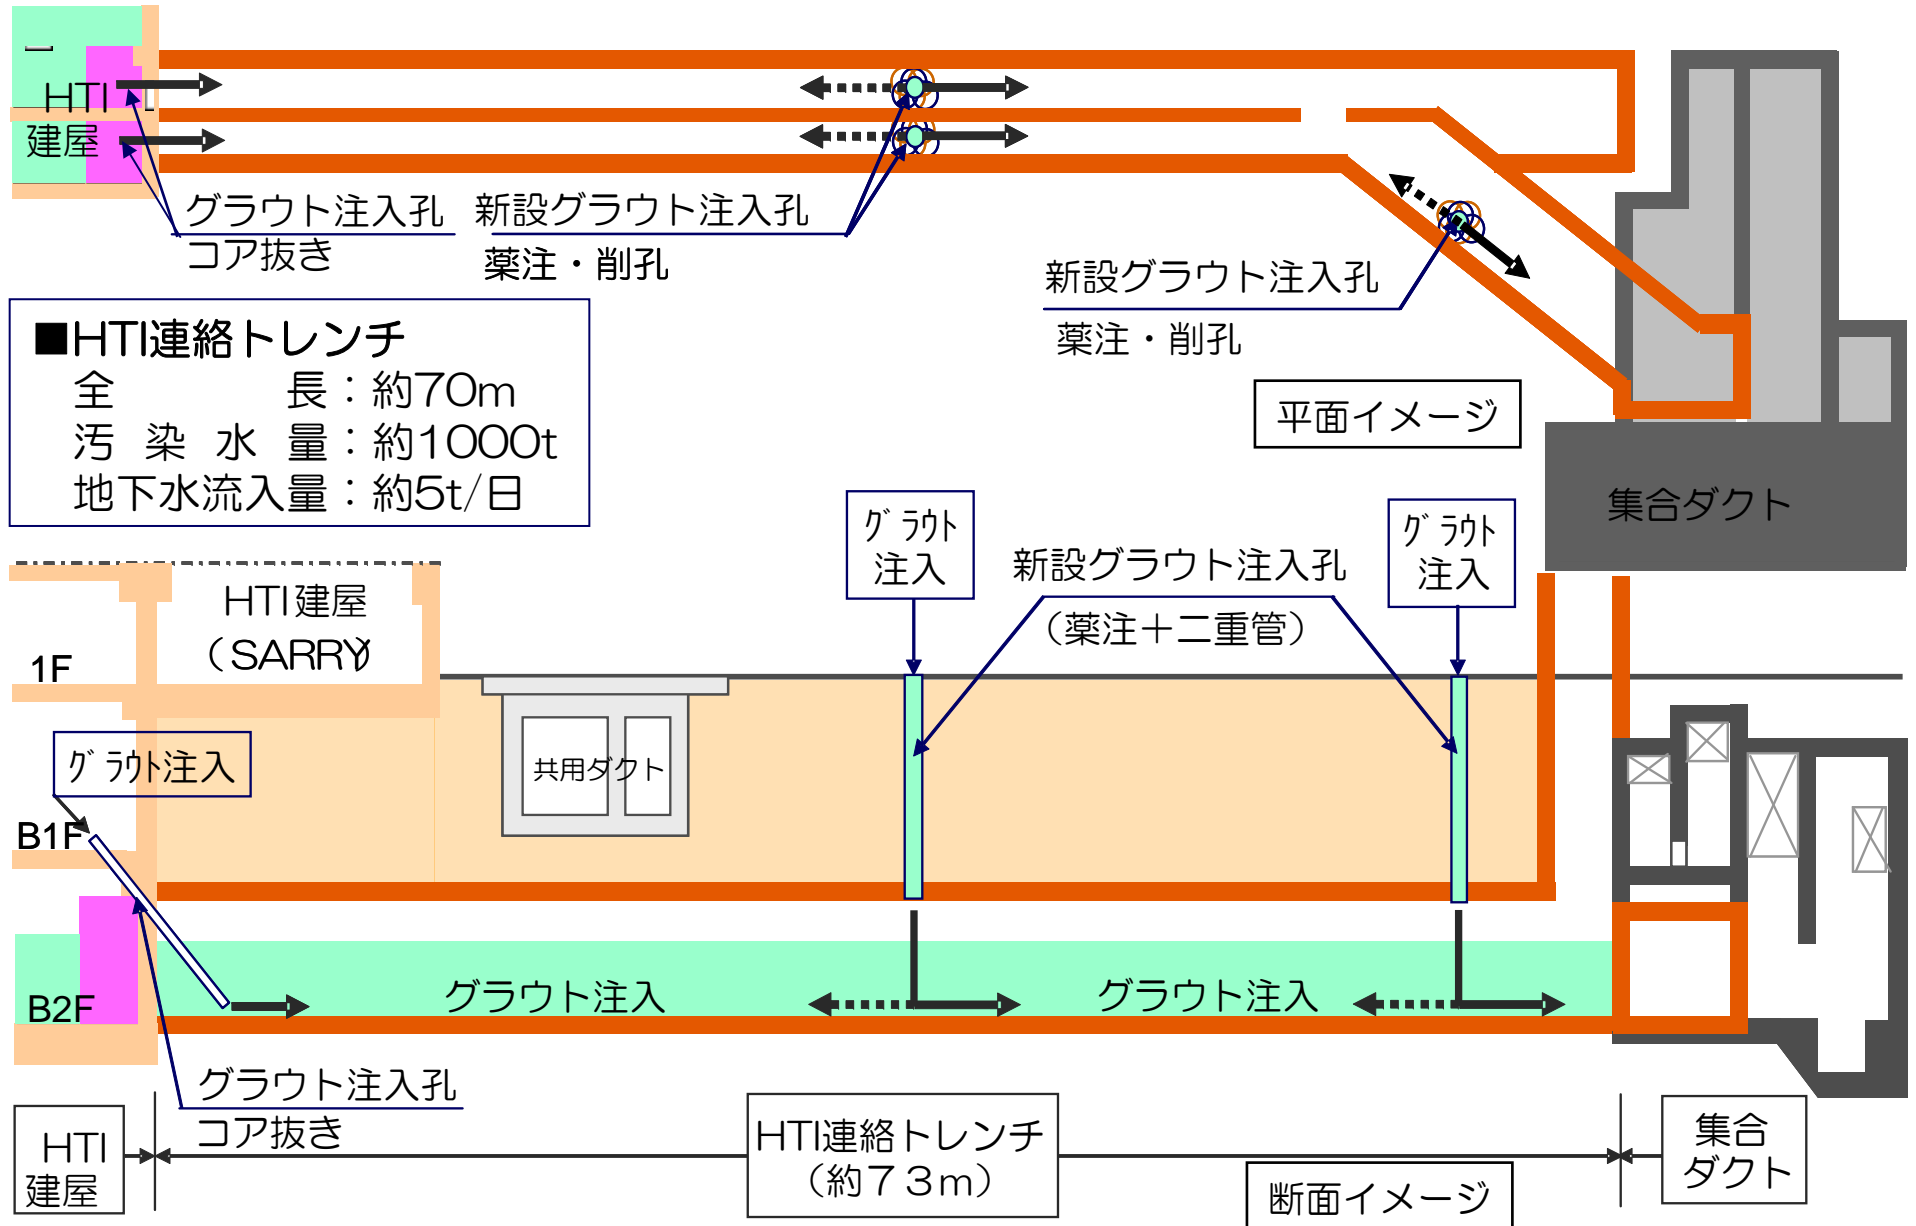 HTI
建屋
グラウト注入孔
コア抜き
新設グラウト注入孔
薬注・削孔
新設グラウト注入孔
薬注・削孔
■HTI連絡トレンチ
全　　　　長：約70m
汚 染 水 量：約1000t
地下水流入量：約5t/日
平面イメージ
集合ダクト
グラウト
注入
グラウト
注入
新設グラウト注入孔
（薬注＋二重管）
HTI建屋
（SARRY）
1F
共用ダクト
グラウト注入
B1F
グラウト注入
グラウト注入
B2F
グラウト注入孔
コア抜き
HTI
建屋
HTI連絡トレンチ
（約７３m）
集合
ダクト
断面イメージ